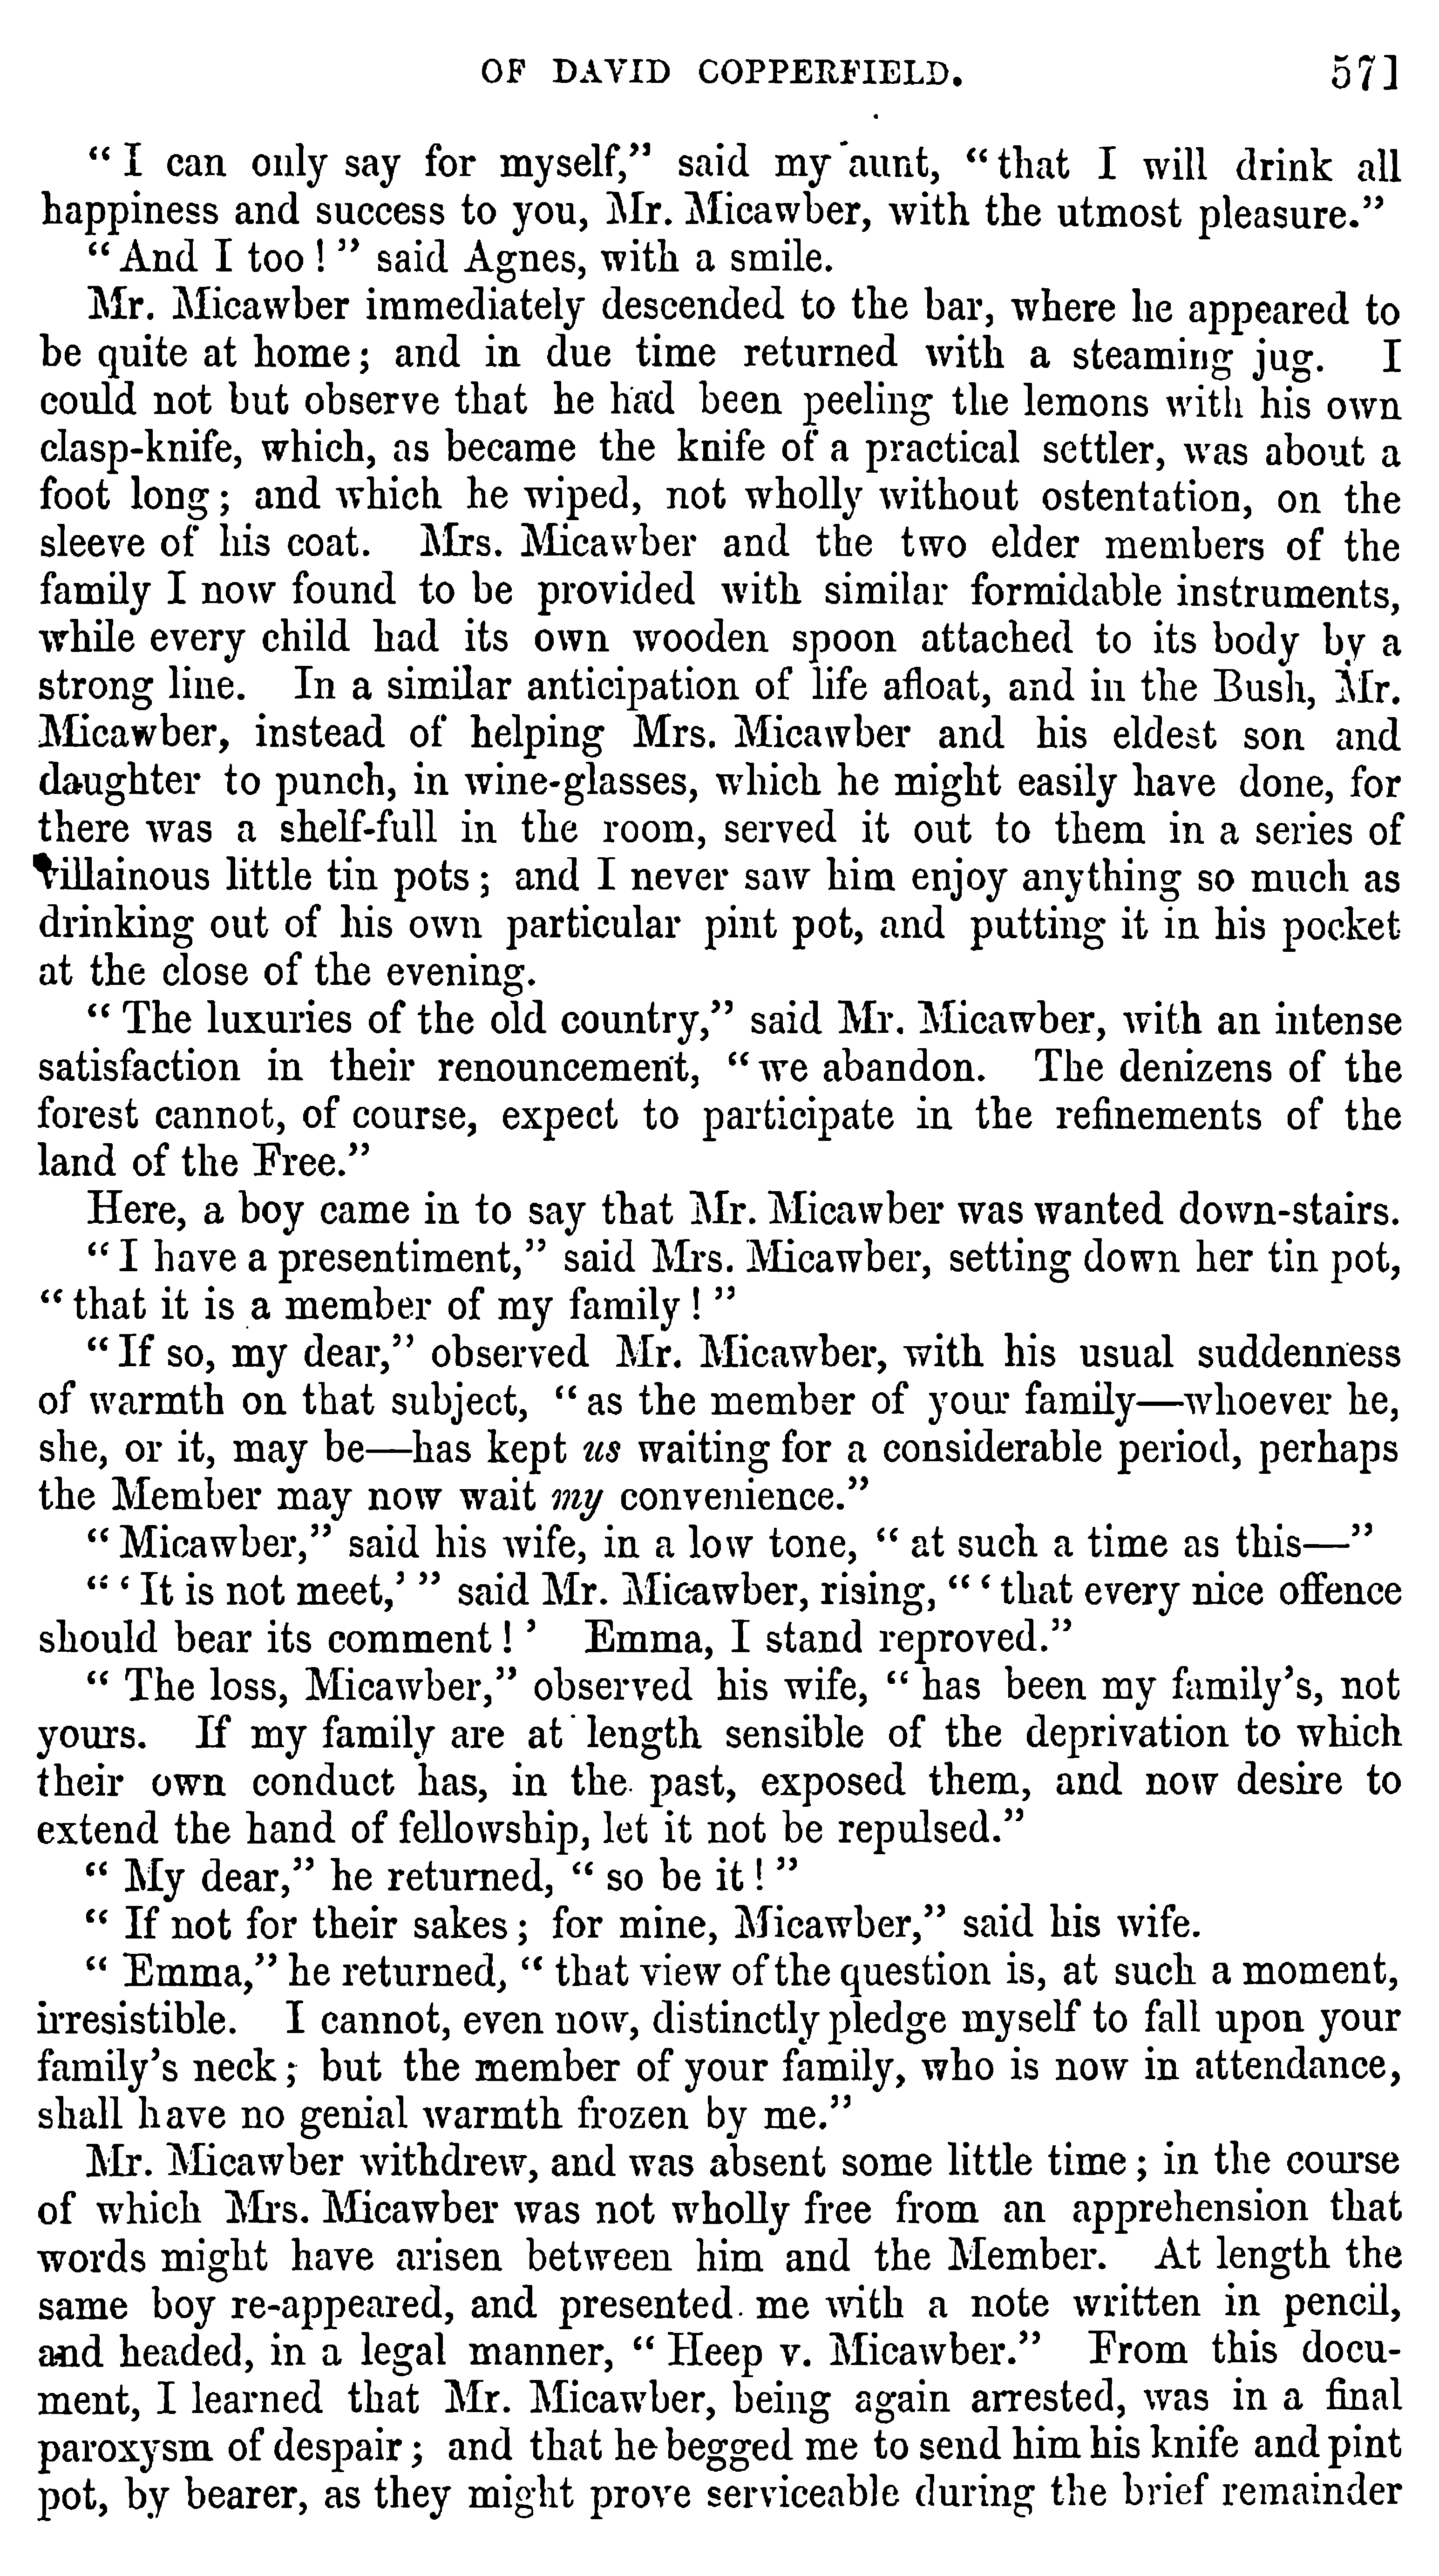 OF DAVID COPPERFIELD. 571
“I can only say for myself,” said my aunt, “that I will drink all
happiness and success to you, Mr. Micawber, with the utmost pleasure.”
“And I too!” said Agnes, with a smile.
Mr. Micawber immediately descended to the bar, where he appeared to
be quite at home; and in due time returned with a steaming jug. I
could not but observe that he had been peeling the lemons with his own
clasp-knife, which, as became the knife of a practical settler, was about a
foot long; and which he wiped, not wholly without ostentation, on the
sleeve of his coat. Mrs. Micawber and the two elder members of the
family I now found to be provided with similar formidable instruments,
while every child had its own wooden spoon attached to its body by a
strong line. In a similar anticipation of life afloat, and in the Bush, Mr.
Micawber, instead of helping Mrs. Micawber and his eldest son and
daughter to punch, in wine-glasses, which he might easily have done, for
there was a shelf-full in the room, served it out to them in a series of
villainous little tin pots; and I never saw him enjoy anything so much as
drinking out of his own particular pint pot, and putting it in his pocket
at the close of the evening.
“The luxuries of the old country,” said Mr. Micawber, with an intense
satisfaction in their renouncement, “we abandon. The denizens of the
forest cannot, of course, expect to participate in the refinements of the
land of the Free.”
Here, a boy came in to say that Mr. Micawber was wanted down-stairs.
“I have a presentiment,” said Mrs. Micawber, setting down her tin pot,
“that it is a member of my family!”
“If so, my dear,” observed Mr. Micawber, with his usual suddenness
of warmth on that subject, “as the member of your family—whoever he,
she, or it, may be—has kept us waiting for a considerable period, perhaps
the Member may now wait my convenience.”
“Micawber,” said his wife, in a low tone, “at such a time as this—”
“‘It is not meet,’” said Mr. Micawber, rising, “‘that every nice offence
should bear its comment!’ Emma, I stand reproved.”
“The loss, Micawber,” observed his wife, “has been my family’s, not
yours. If my family are at length sensible of the deprivation to which
their own conduct has, in the past, exposed them, and now desire to
extend the hand of fellowship, let it not be repulsed.”
“My dear,” he returned, “so be it!”
“If not for their sakes; for mine, Micawber,” said his wife.
“Emma,” he returned, “that view of the question is, at such a moment,
irresistible. I cannot, even now, distinctly pledge myself to fall upon your
family’s neck; but the member of your family, who is now in attendance,
shall have no genial warmth frozen by me.”
Mr. Micawber withdrew, and was absent some little time; in the course
of which Mrs. Micawber was not wholly free from an apprehension that
words might have arisen between him and the Member. At length the
same boy re-appeared, and presented me with a note written in pencil,
and headed, in a legal manner, “Heep v. Micawber.” From this docu-
ment, I learned that Mr. Micawber, being again arrested, was in a final
paroxysm of despair; and that he begged me to send him his knife and pint
pot, by bearer, as they might prove serviceable during the brief remainder